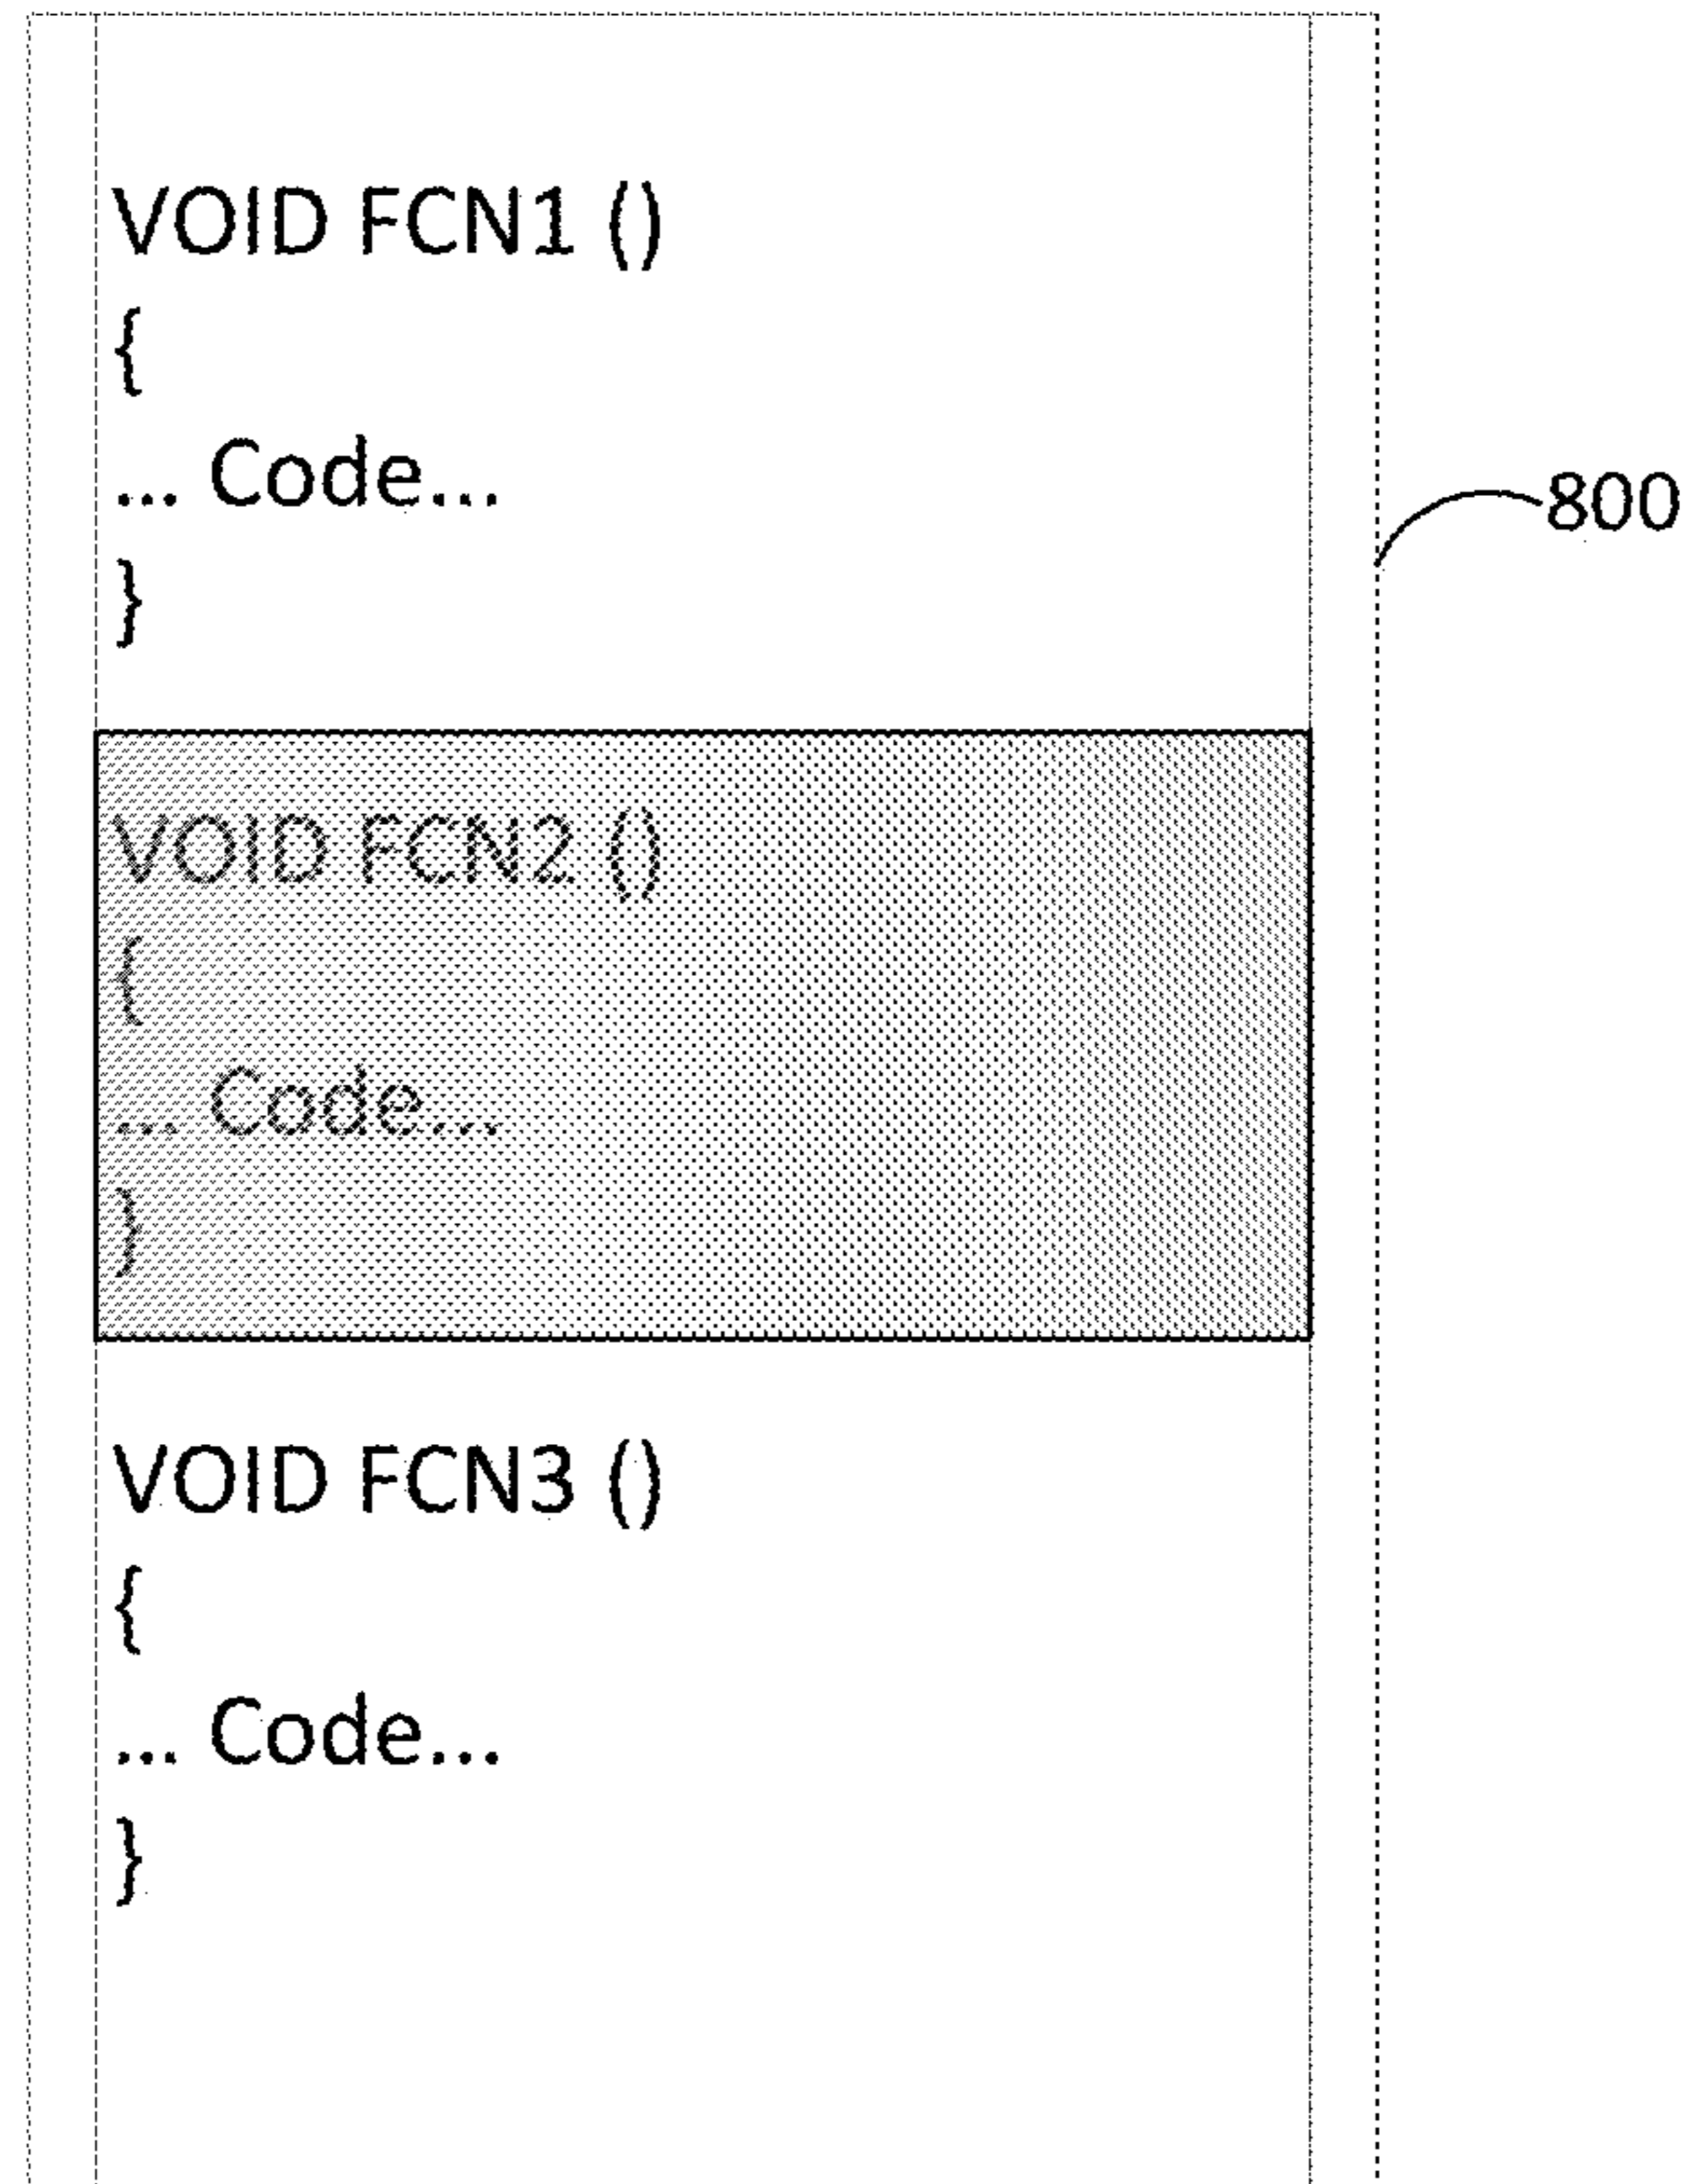 VOID FCN1 ()
{
... Code...
}
800
VOID FCN2 ()
{
... Code...
}
VOID FCN3 ()
{
... Code...
}